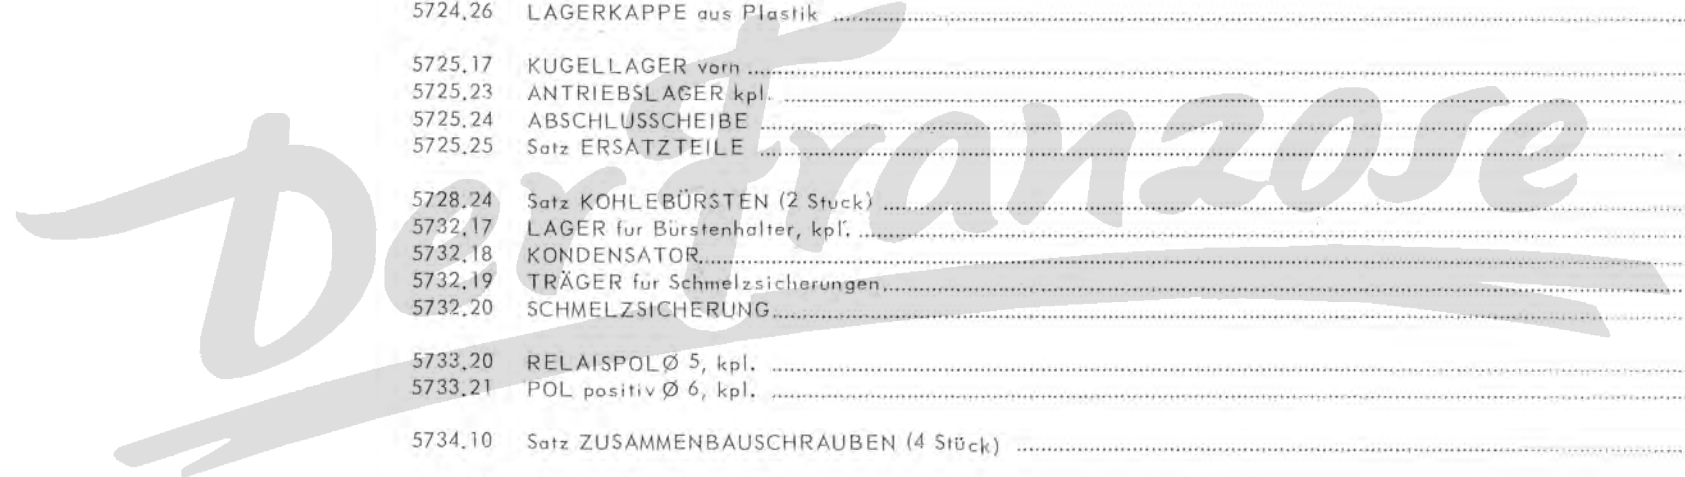 5724.26 LAGERKAPPE aus Plastik
5725.17 KUGELLAGER vorn
5725.23 ANTRIEBSLAGER kpl.
5725.24 ABSCHLUSSCHEIBE
5725.25 Satz ERSATZTEILE
5728.24 Satz KOHLEBÜRSTEN (2 Stuck)
5732.17 LAGER fur Bürstenhalter, kpl.
5732.18 KONDENSATOR
5732.19 TRÄGER fur Schmelzsicherungen
5732.20 SCHMELZSICHERUNG
5733.20 RELAISPOL Ø 5, kpl.
5733.21 POL positiv Ø 6, kpl.
5734.10 Satz ZUSAMMENBAUSCHRAUBEN (4 Stück)
Der Franzose